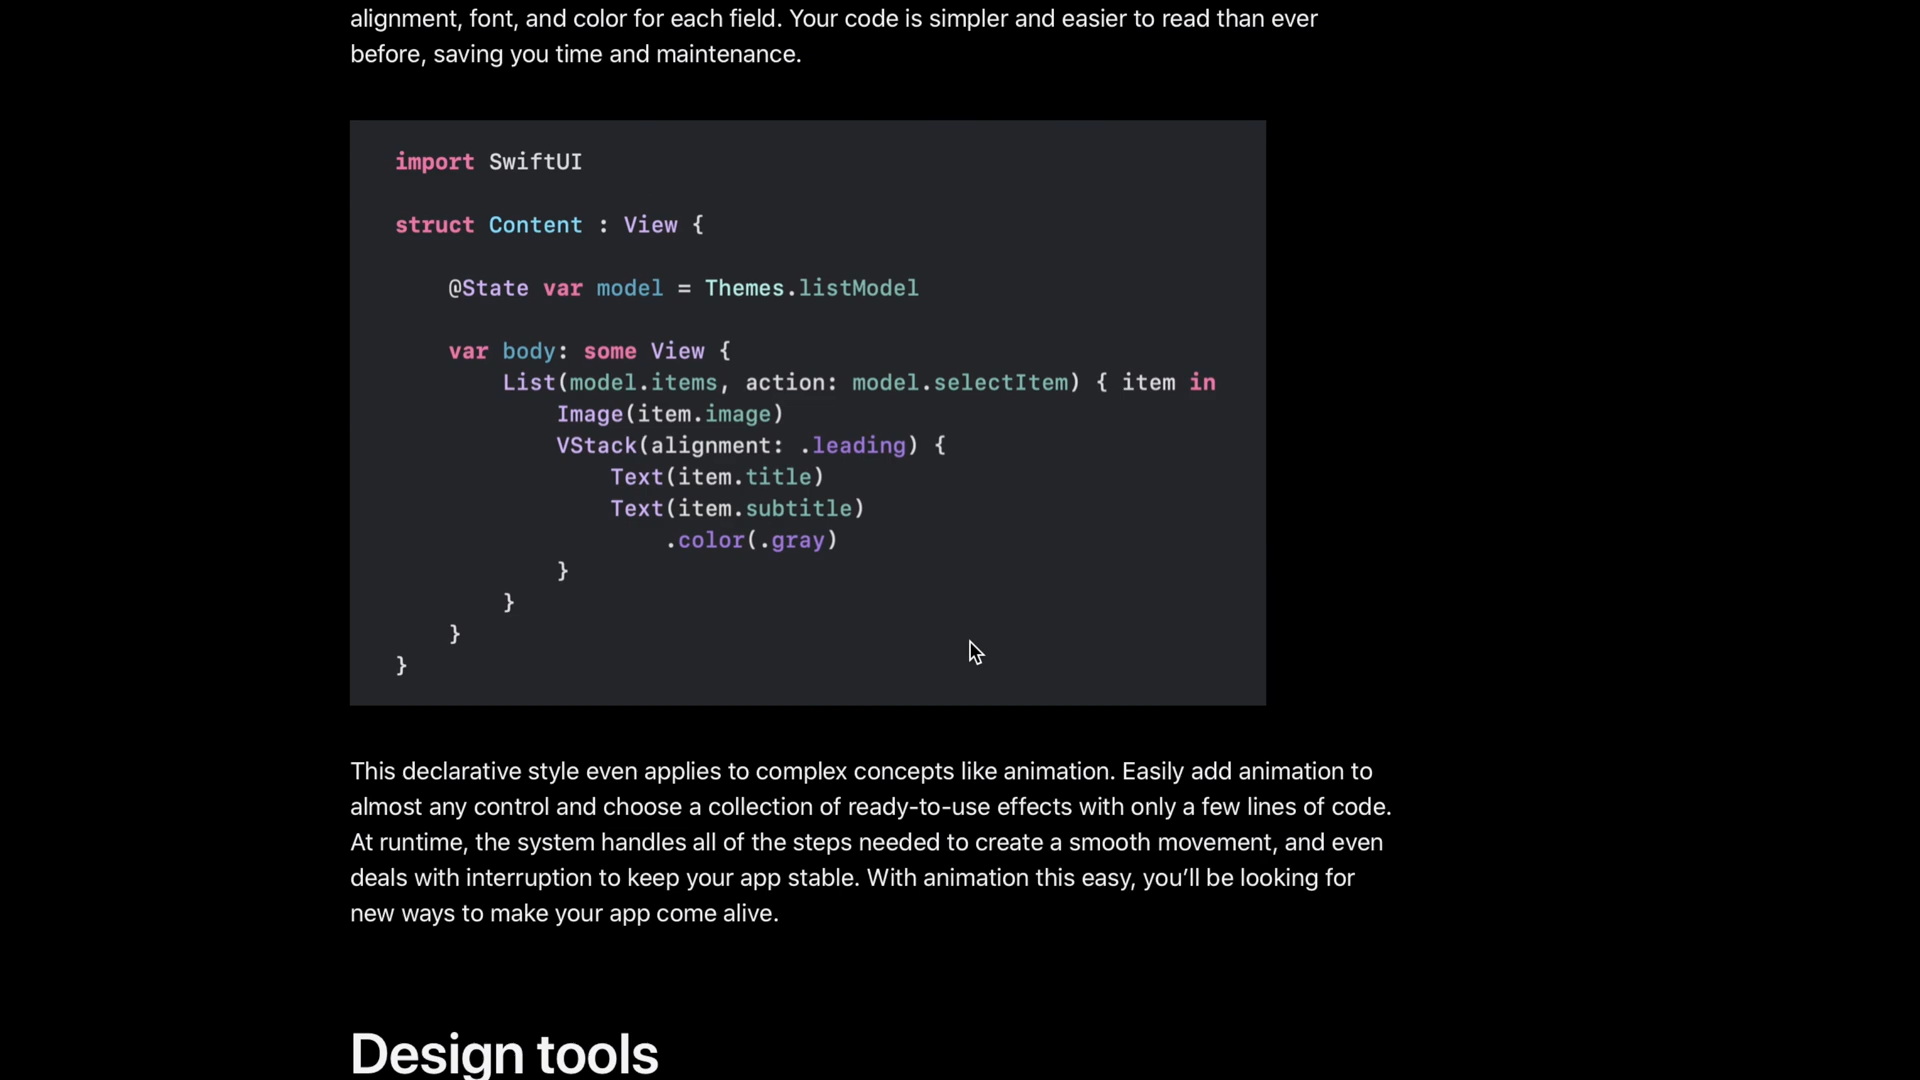 alignment, font, and color for each field. Your code is simpler and easier to read than ever
before, saving you time and maintenance.
import SwiftUI
struct Content : View {
    @State var model = Themes.listModel
    var body: some View {
        List(model.items, action: model.selectItem) { item in
            Image(item.image)
            VStack(alignment: .leading) {
                Text(item.title)
                Text(item.subtitle)
                    .color(.gray)
            }
        }
    }
}
This declarative style even applies to complex concepts like animation. Easily add animation to
almost any control and choose a collection of ready-to-use effects with only a few lines of code.
At runtime, the system handles all of the steps needed to create a smooth movement, and even
deals with interruption to keep your app stable. With animation this easy, you’ll be looking for
new ways to make your app come alive.
Design tools